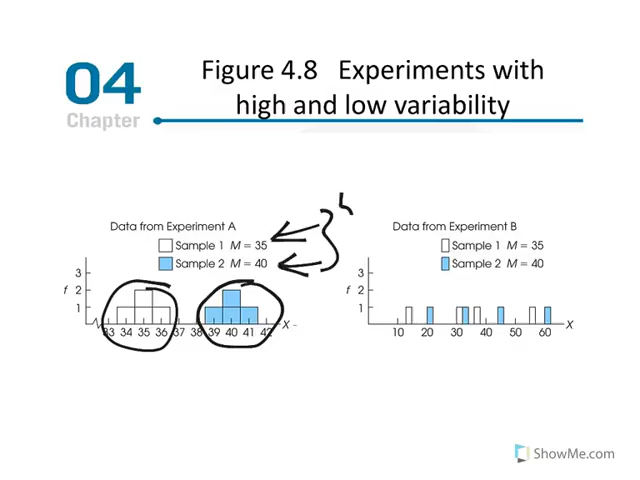 04
Chapter
Figure 4.8 Experiments with
high and low variability
Data from Experiment A
Sample 1 M = 35
Sample 2 M = 40
3
f 2
1
33 34 35 36 37 38 39 40 41 42 X
Data from Experiment B
Sample 1 M = 35
Sample 2 M = 40
3
f 2
1
10 20 30 40 50 60 X
ShowMe.com